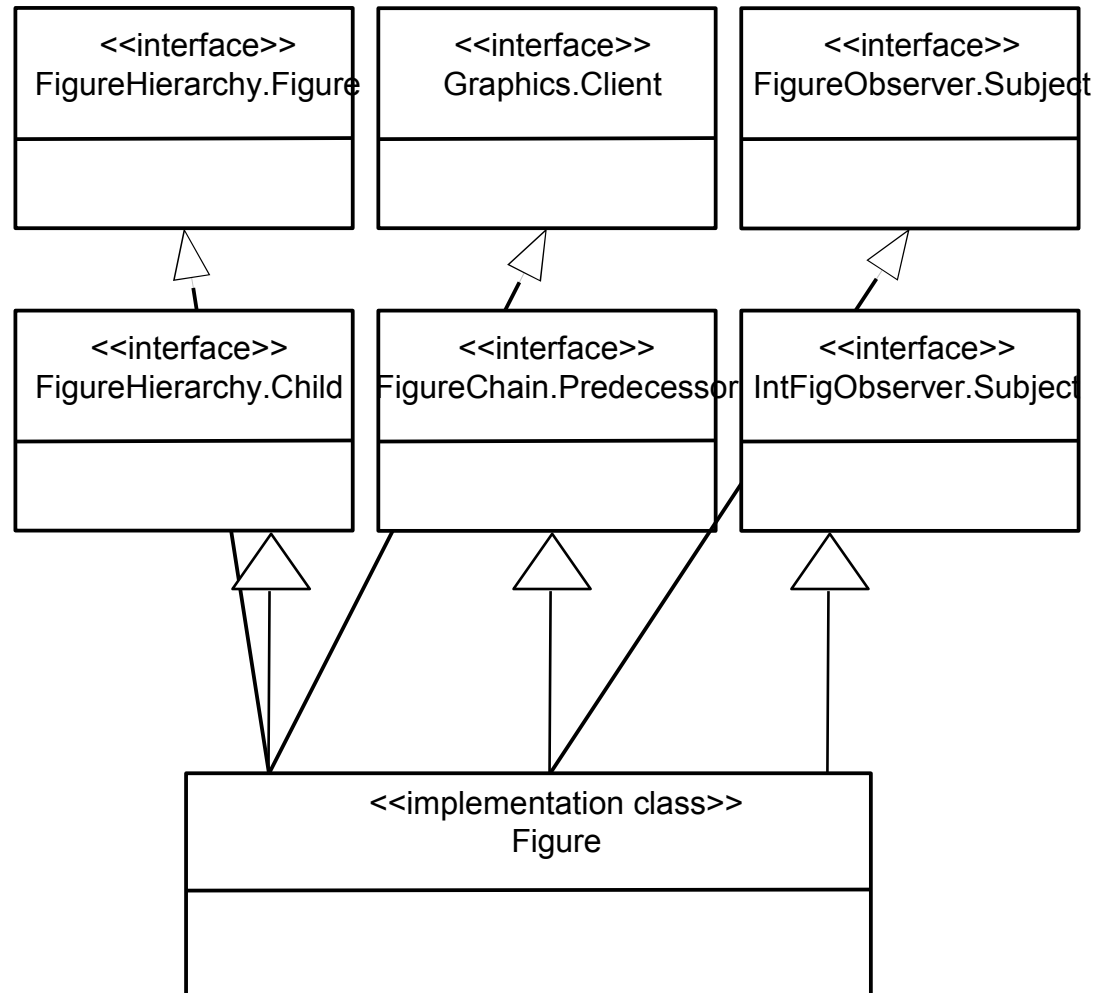 <<interface>>
FigureHierarchy.Figure
<<interface>>
Graphics.Client
<<interface>>
FigureObserver.Subject
<<interface>>
FigureHierarchy.Child
<<interface>>
FigureChain.Predecessor
<<interface>>
IntFigObserver.Subject
<<implementation class>>
Figure